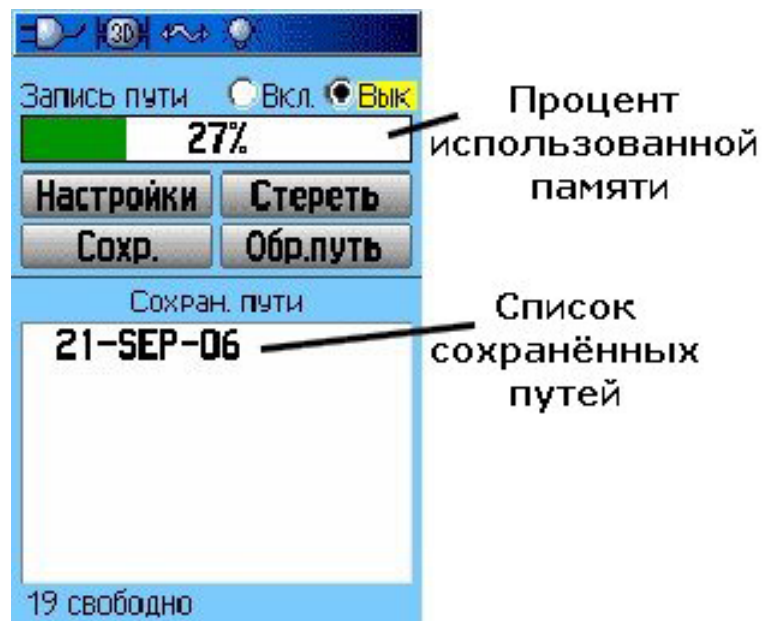 3D
Запись пути Вкл. Вык
27%
Настройки Стереть
Сохр. Обр.путь
Сохран. пути
21-SEP-06
19 свободно
Процент
использованной
памяти
Список
сохранённых
путей